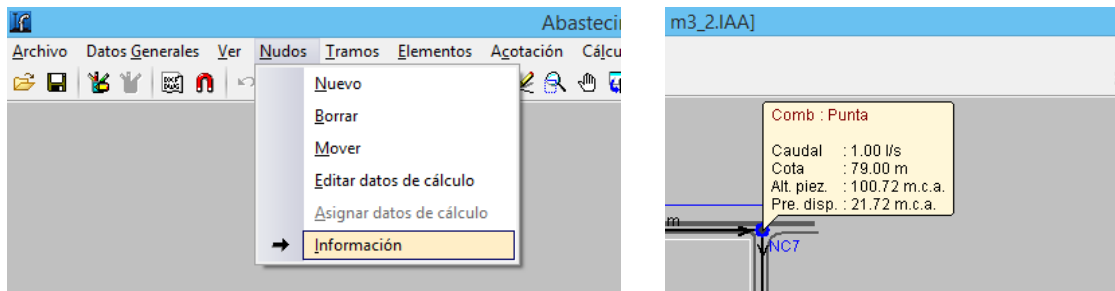 Abastecin
Archivo Datos Generales Ver Nudos Tramos Elementos Acotación Cálcu
Nuevo
Borrar
Mover
Editar datos de cálculo
Asignar datos de cálculo
Información
m3_2.IAA]
Comb : Punta
Caudal : 1.00 l/s
Cota : 79.00 m
Alt. piez. : 100.72 m.c.a.
Pre. disp. : 21.72 m.c.a.
m
NC7